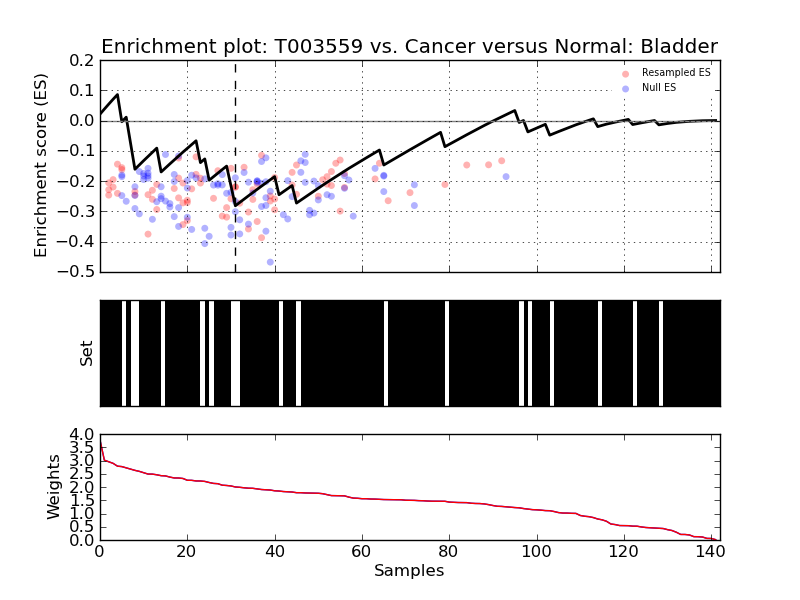 Enrichment plot: T003559 vs. Cancer versus Normal: Bladder
Enrichment score (ES)
0.2
0.1
0.0
−0.1
−0.2
−0.3
−0.4
−0.5
Resampled ES
Null ES
Set
Weights
4.0
3.5
3.0
2.5
2.0
1.5
1.0
0.5
0.0
0 20 40 60 80 100 120 140
Samples